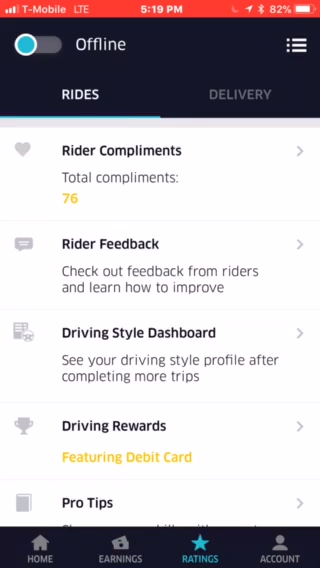 T-Mobile LTE 5:19 PM 82%
Offline
RIDES DELIVERY
Rider Compliments
Total compliments:
76
Rider Feedback
Check out feedback from riders
and learn how to improve
Driving Style Dashboard
See your driving style profile after
completing more trips
Driving Rewards
Featuring Debit Card
Pro Tips
HOME EARNINGS RATINGS ACCOUNT